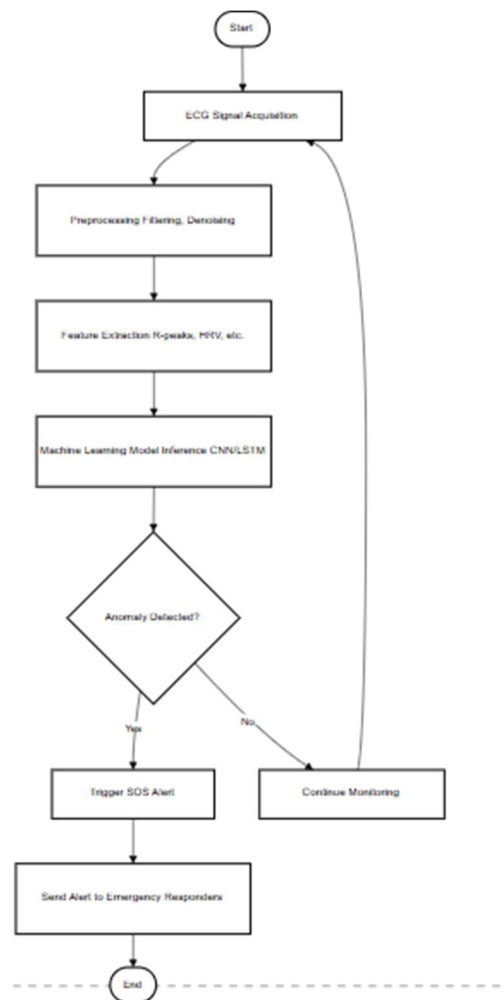 Start
ECG Signal Acquisition
Preprocessing Filtering, Denoising
Feature Extraction R-peaks, HRV, etc.
Machine Learning Model Inference CNN/LSTM
Anomaly Detected?
Yes
No
Trigger SOS Alert
Continue Monitoring
Send Alert to Emergency Responders
End